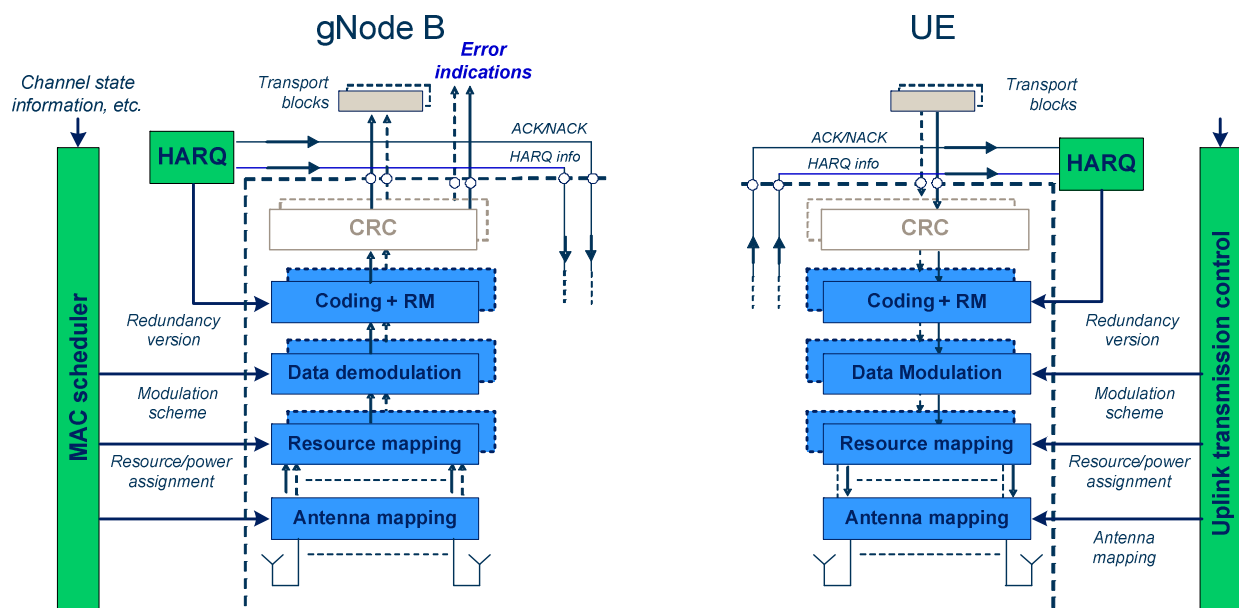 gNode B
UE
Error
indications
Channel state
information, etc.
Transport
blocks
HARQ
ACK/NACK
HARQ info
CRC
Coding + RM
Redundancy
version
Data demodulation
Modulation
scheme
Resource mapping
Resource/power
assignment
Antenna mapping
MAC scheduler
Transport
blocks
ACK/NACK
HARQ info
HARQ
CRC
Coding + RM
Redundancy
version
Data Modulation
Modulation
scheme
Resource mapping
Resource/power
assignment
Antenna mapping
Antenna
mapping
Uplink transmission control